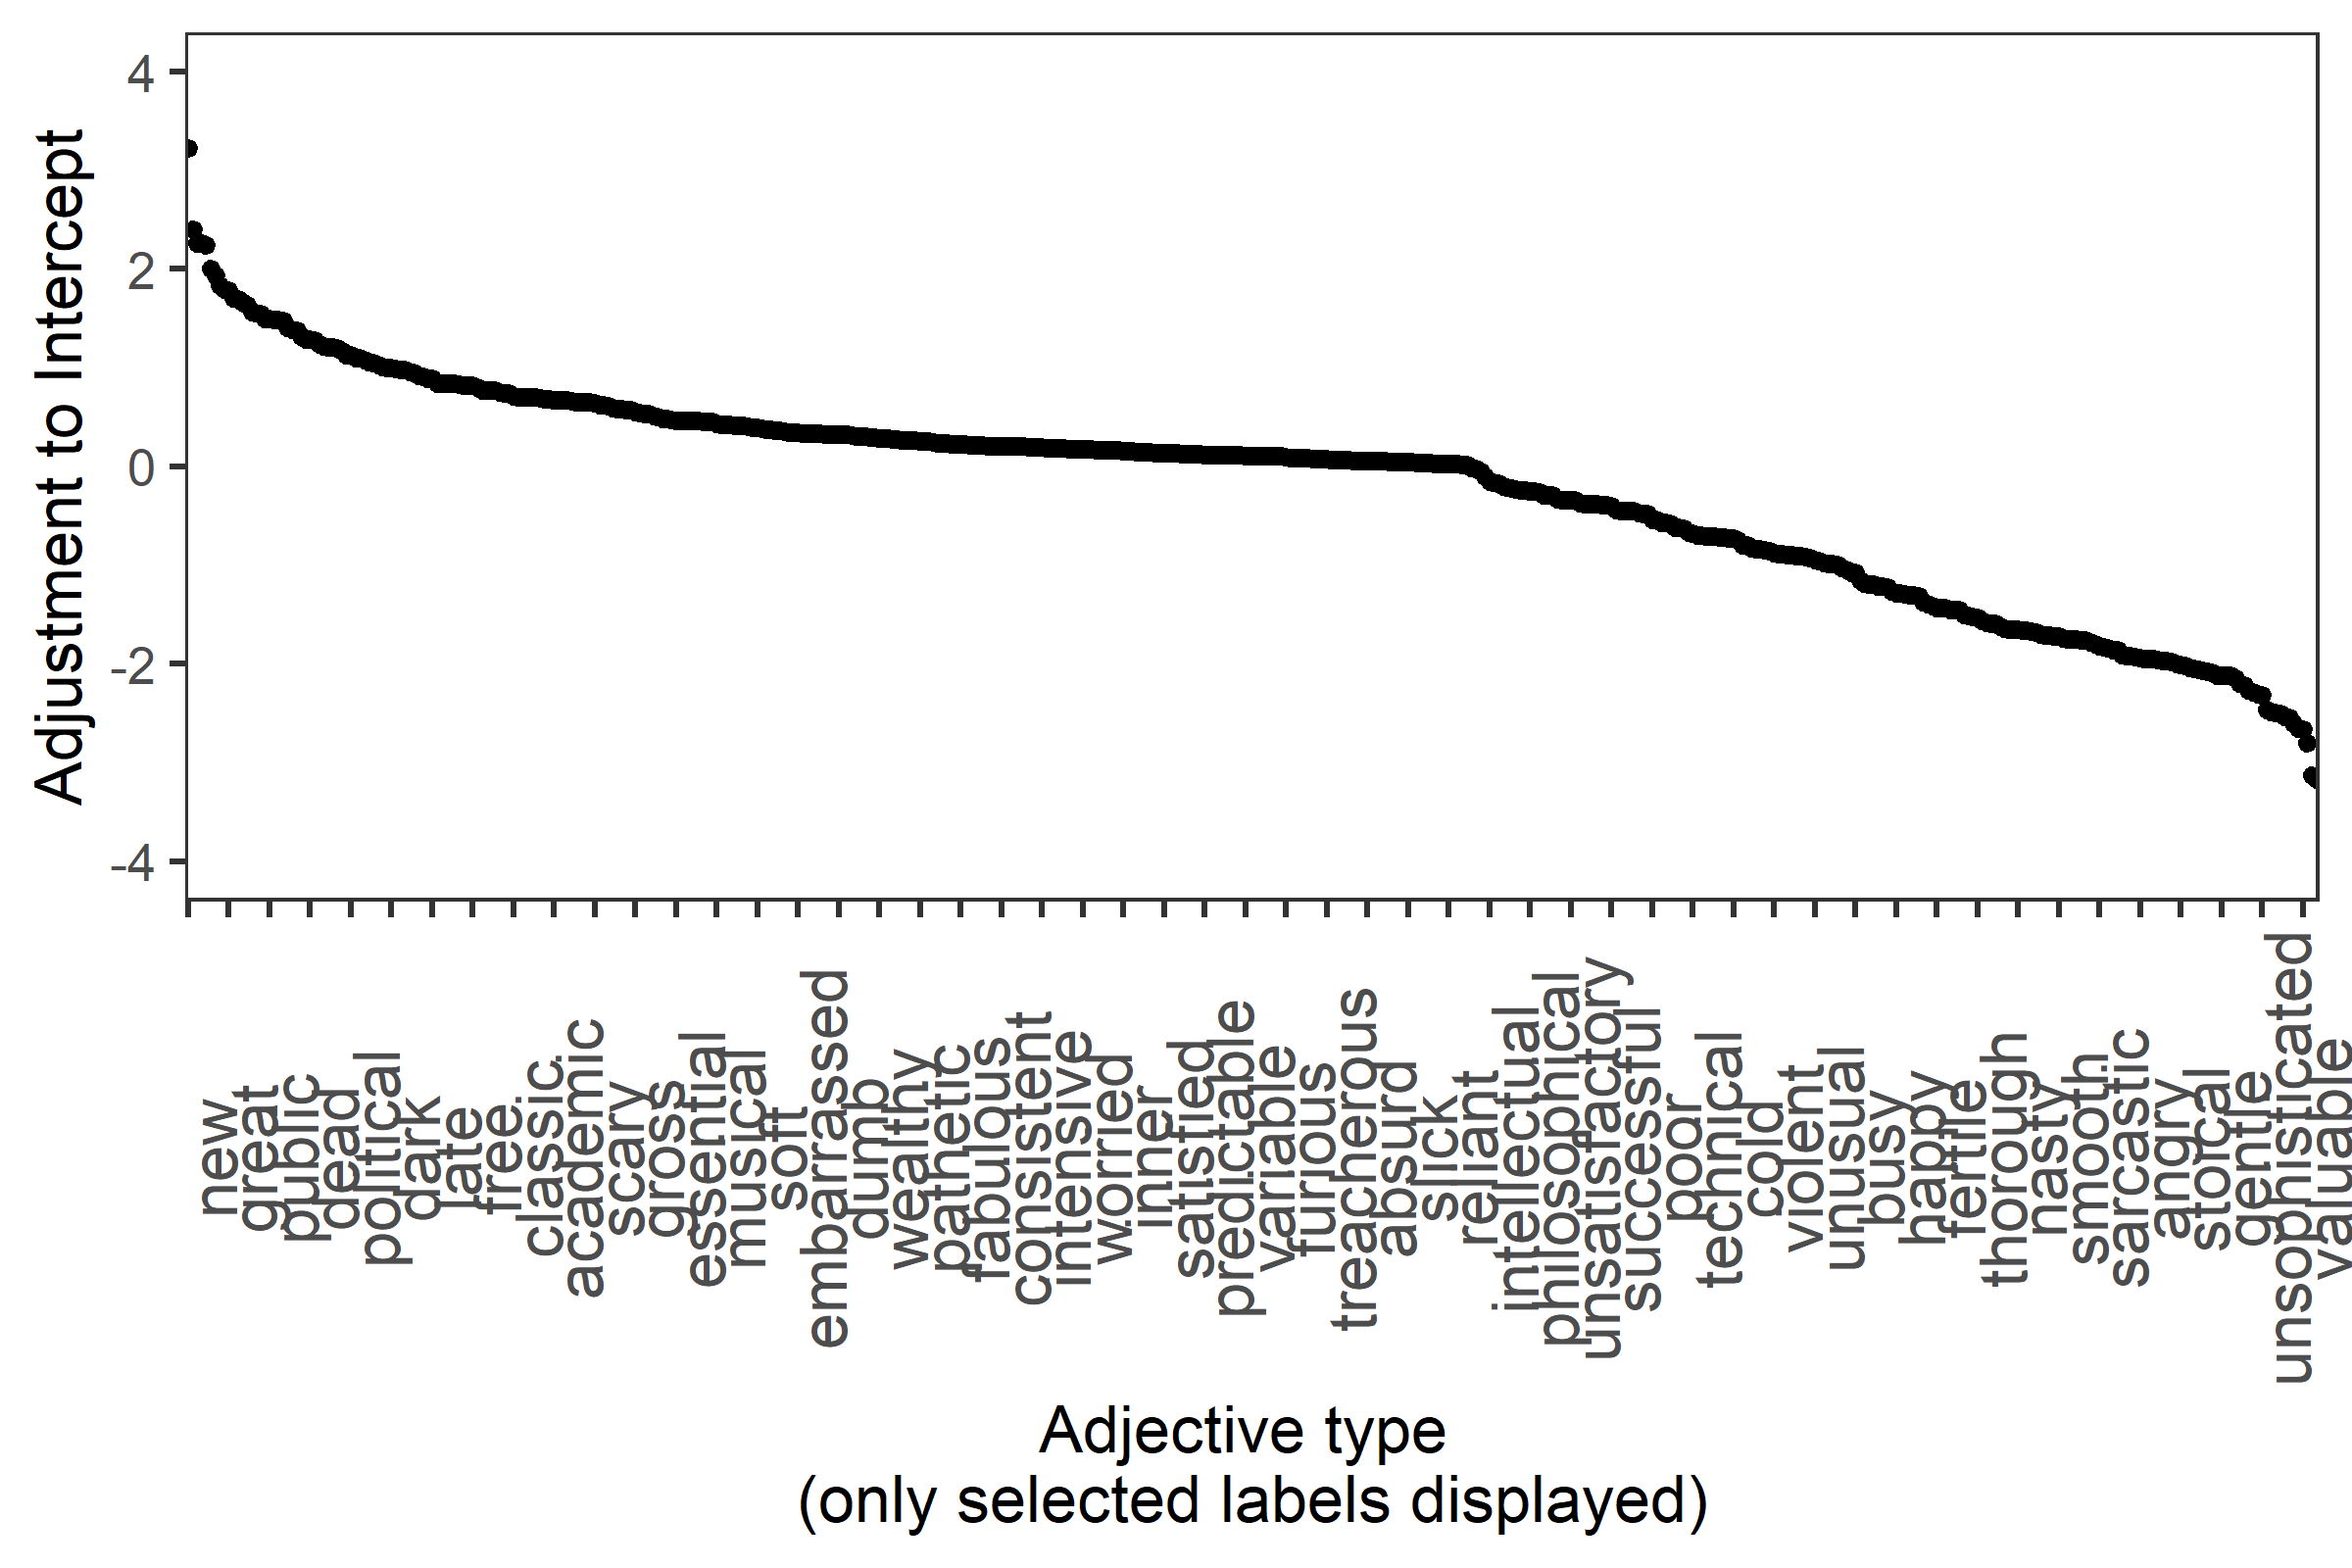 4
2
0
-2
-4
Adjustment to Intercept
new
great
public
dead
political
dark
late
free
classic
academic
scary
gross
essential
musical
soft
embarrassed
dumb
wealthy
pathetic
fabulous
consistent
intensive
worried
inner
satisfied
predictable
variable
furious
treacherous
absurd
slick
reliant
intellectual
philosophical
unsatisfactory
successful
poor
technical
cold
violent
unusual
busy
happy
fertile
thorough
nasty
smooth
sarcastic
angry
stoical
gentle
unsophisticated
valuable
Adjective type
(only selected labels displayed)